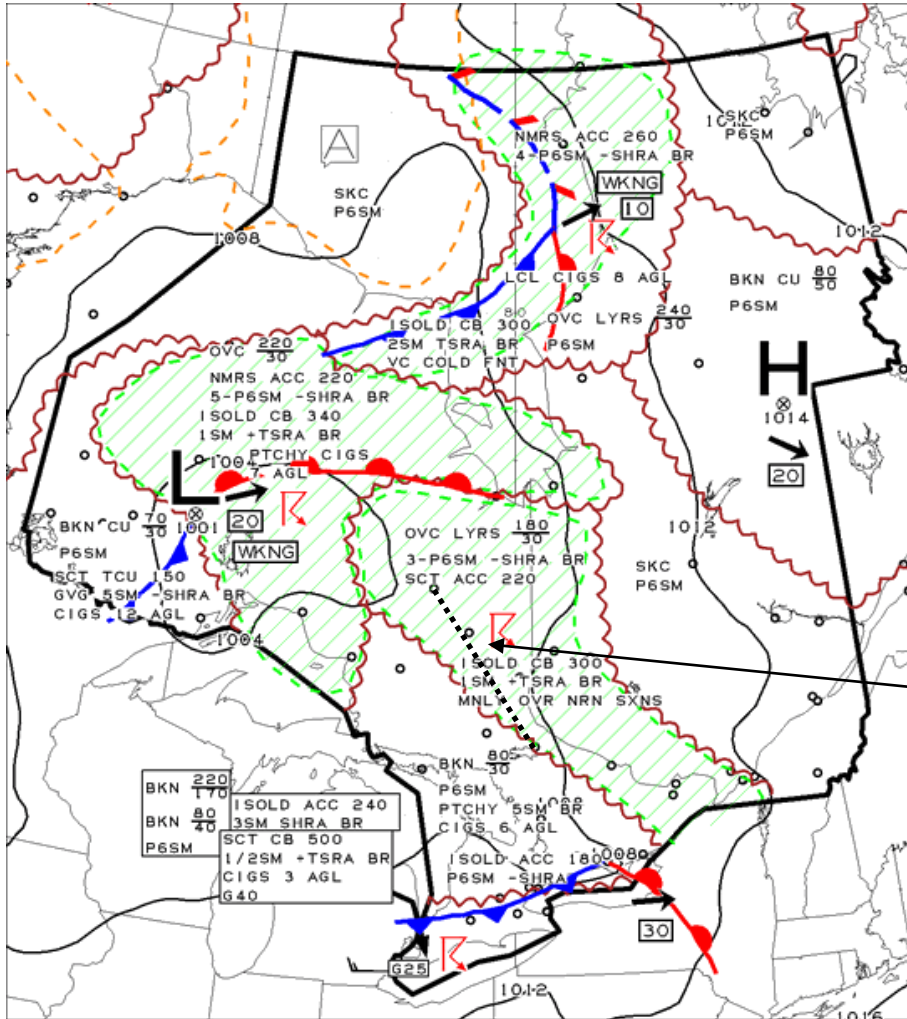 SKC
P6SM
A
SKC
P6SM
NMRS ACC 260
4-P6SM -SHRA BR
WKNG
10
1008
1012
LCL CIGS 8 AGL
BKN CU 80/50
P6SM
OVC LYRS 240/30
P6SM
80
ISOLD CB 300
2SM TSRA BR
VC COLD FNT
OVC 220/30
NMRS ACC 220
5-P6SM -SHRA BR
ISOLD CB 340
1SM +TSRA BR
PTCHY CIGS
7 AGL
1004
H
1014
20
L
1001
20
WKNG
BKN CU 70/30
P6SM
SCT TCU 150
GVG 5SM -SHRA BR
CIGS 12 AGL
1004
OVC LYRS 180/30
3-P6SM -SHRA BR
SCT ACC 220
1012
SKC
P6SM
ISOLD CB 300
1SM +TSRA BR
MNLY OVR NRN SXNS
BKN 80/30
P6SM
PTCHY 5SM BR
CIGS 6 AGL
ISOLD ACC 180
P6SM -SHRA
1008
BKN 220/170
BKN 80/40
P6SM
ISOLD ACC 240
3SM SHRA BR
SCT CB 500
1/2SM +TSRA BR
CIGS 3 AGL
G40
30
G25
1012
1016